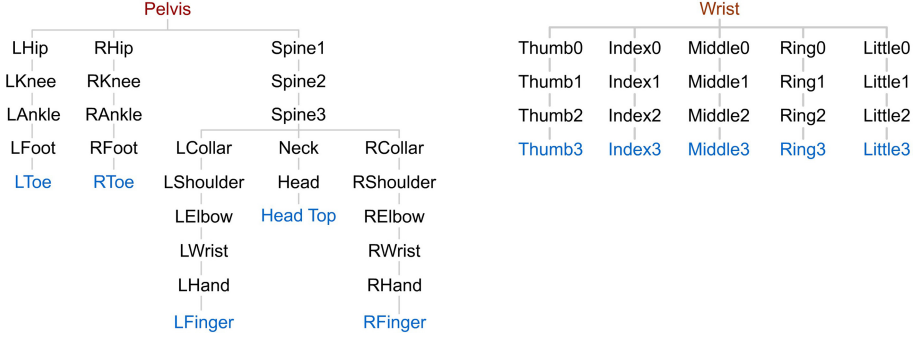 Pelvis
LHip RHip Spine1
LKnee RKnee Spine2
LAnkle RAnkle Spine3
LFoot RFoot LCollar Neck RCollar
LToe RToe LShoulder Head RShoulder
LElbow Head Top RElbow
LWrist RWrist
LHand RHand
LFinger RFinger
Wrist
Thumb0 Index0 Middle0 Ring0 Little0
Thumb1 Index1 Middle1 Ring1 Little1
Thumb2 Index2 Middle2 Ring2 Little2
Thumb3 Index3 Middle3 Ring3 Little3